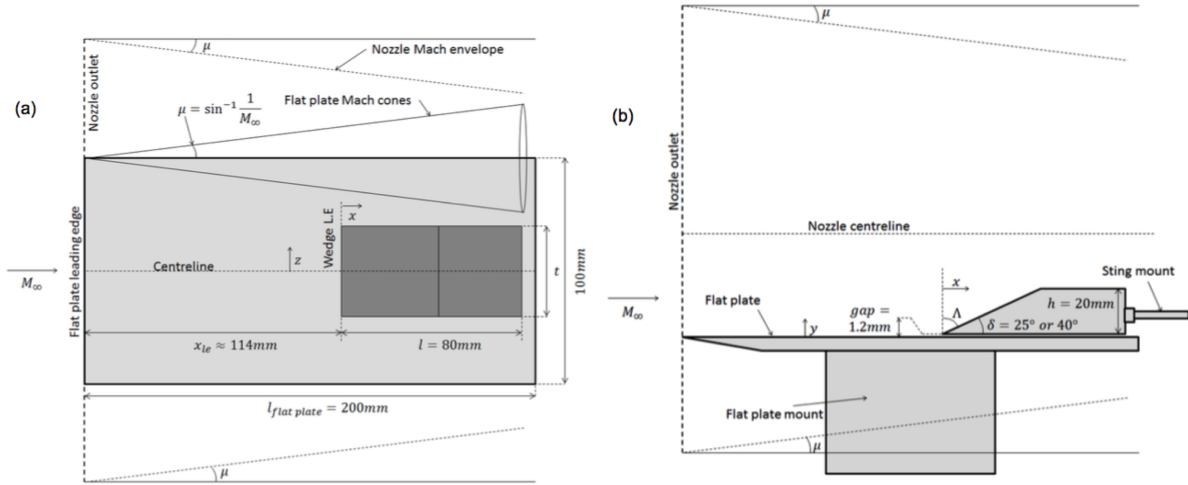 (a)
Nozzle outlet
μ
Nozzle Mach envelope
μ = sin⁻¹ 1/M∞
Flat plate Mach cones
Flat plate leading edge
M∞
Centreline
z
Wedge L.E
x
t
100mm
x_le ≈ 114mm
l = 80mm
l_flat plate = 200mm
μ
(b)
Nozzle outlet
μ
Nozzle centreline
M∞
Flat plate
y
gap =
1.2mm
x
Λ
δ = 25° or 40°
h = 20mm
Sting mount
Flat plate mount
μ